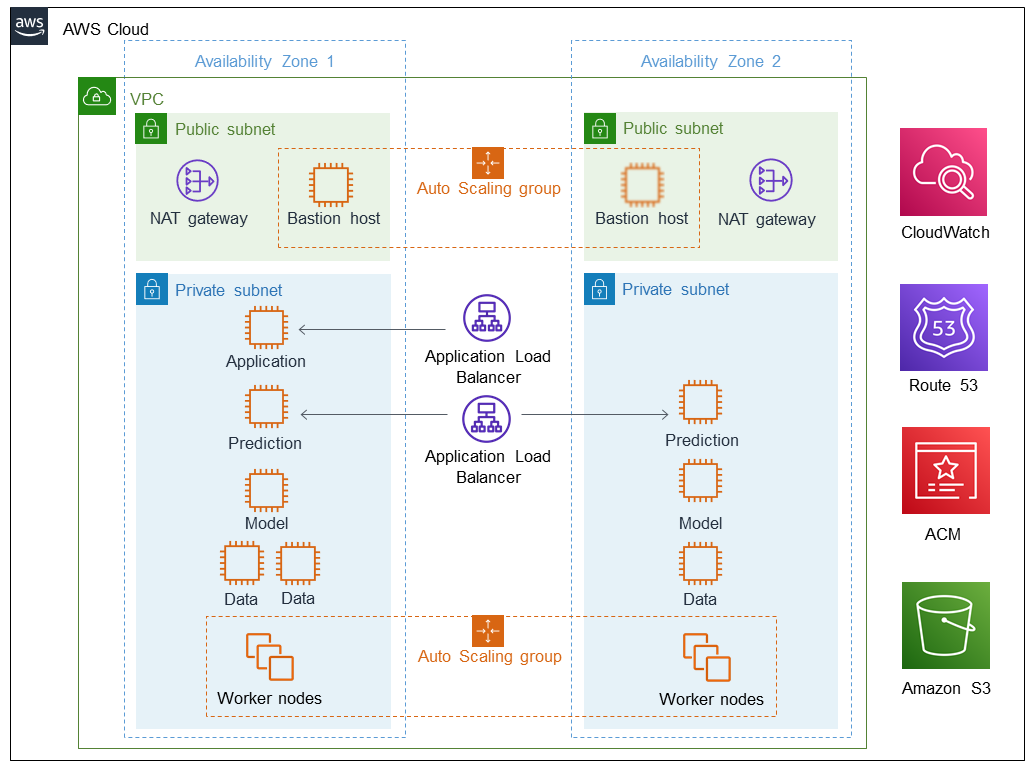 aws
AWS Cloud
Availability Zone 1
Availability Zone 2
VPC
Public subnet
Public subnet
NAT gateway
Bastion host
Auto Scaling group
Bastion host
NAT gateway
Private subnet
Private subnet
Application
Application Load
Balancer
Prediction
Application Load
Balancer
Prediction
Model
Model
Data
Data
Data
Auto Scaling group
Worker nodes
Worker nodes
CloudWatch
53
Route 53
ACM
Amazon S3